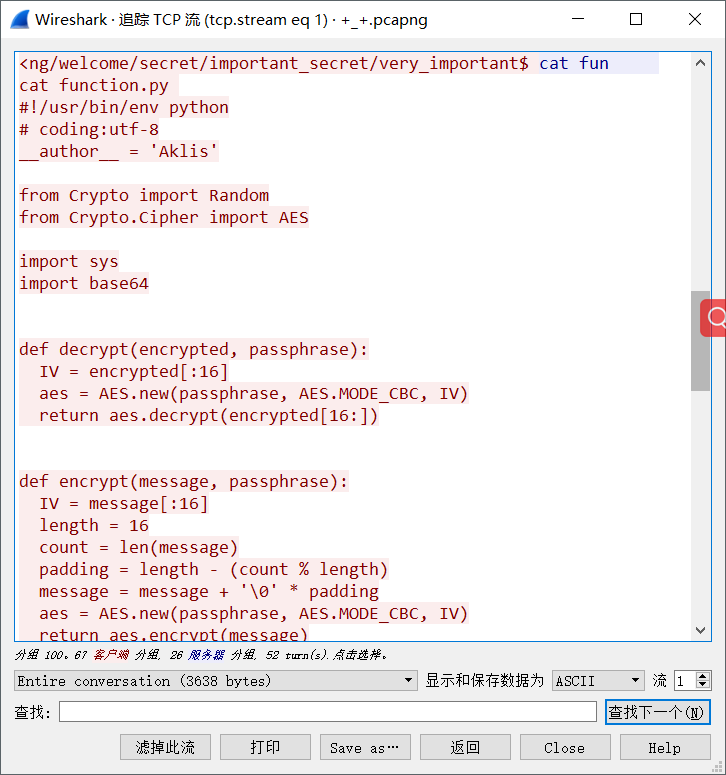 Wireshark · 追踪 TCP 流 (tcp.stream eq 1) · +_+.pcapng
<ng/welcome/secret/important_secret/very_important$ cat fun
cat function.py
#!/usr/bin/env python
# coding:utf-8
__author__ = 'Aklis'
from Crypto import Random
from Crypto.Cipher import AES
import sys
import base64
def decrypt(encrypted, passphrase):
  IV = encrypted[:16]
  aes = AES.new(passphrase, AES.MODE_CBC, IV)
  return aes.decrypt(encrypted[16:])
def encrypt(message, passphrase):
  IV = message[:16]
  length = 16
  count = len(message)
  padding = length - (count % length)
  message = message + '\0' * padding
  aes = AES.new(passphrase, AES.MODE_CBC, IV)
  return aes.encrypt(message)
分组 100。67 客户端 分组, 26 服务器 分组, 52 turn(s).点击选择。
Entire conversation (3638 bytes) 显示和保存数据为 ASCII 流 1
查找: 查找下一个(N)
滤掉此流 打印 Save as… 返回 Close Help